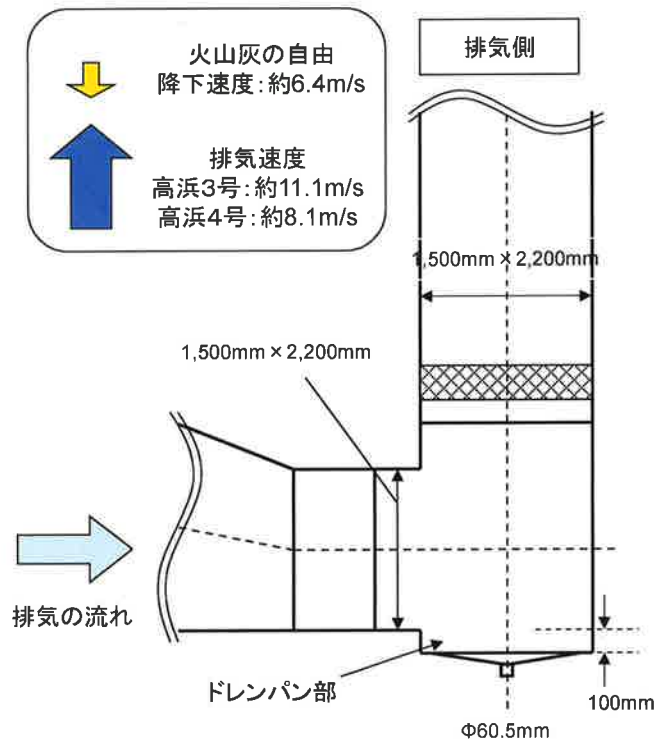 火山灰の自由
降下速度:約6.4m/s
排気速度
高浜3号:約11.1m/s
高浜4号:約8.1m/s
排気側
1,500mm×2,200mm
1,500mm×2,200mm
排気の流れ
ドレンパン部
100mm
Φ60.5mm